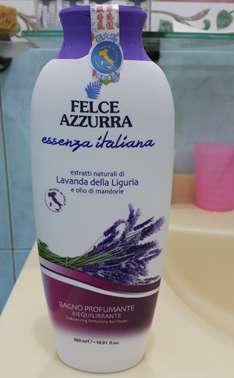 FELCE
AZZURRA
essenza italiana
estratti naturali di
Lavanda della Liguria
e olio di mandorle
BAGNO PROFUMANTE
RIEQUILIBRANTE